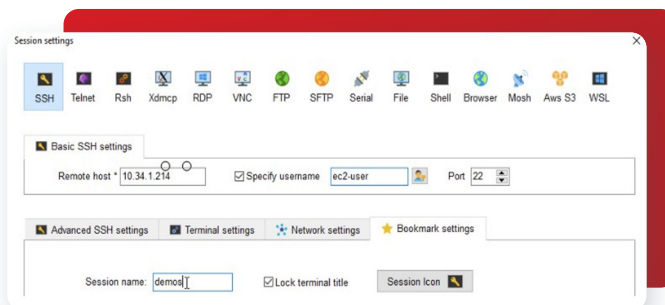 Session settings
SSH Telnet Rsh Xdmcp RDP VNC FTP SFTP Serial File Shell Browser Mosh Aws S3 WSL
Basic SSH settings
Remote host * 10.34.1.214 Specify username ec2-user Port 22
Advanced SSH settings Terminal settings Network settings Bookmark settings
Session name: demos Lock terminal title Session Icon